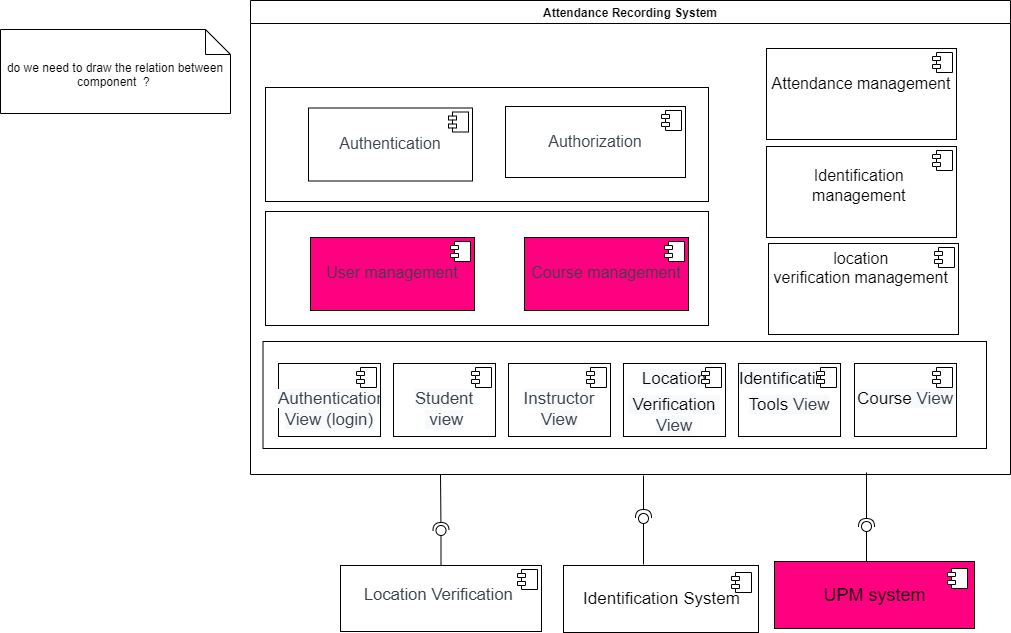 Attendance Recording System
do we need to draw the relation between
component ?
Attendance management
Authentication
Authorization
Identification
management
User management
Course management
location
verification management
Authentication
View (login)
Student
view
Instructor
View
Location
Verification
View
Identificati
Tools View
Course View
Location Verification
Identification System
UPM system